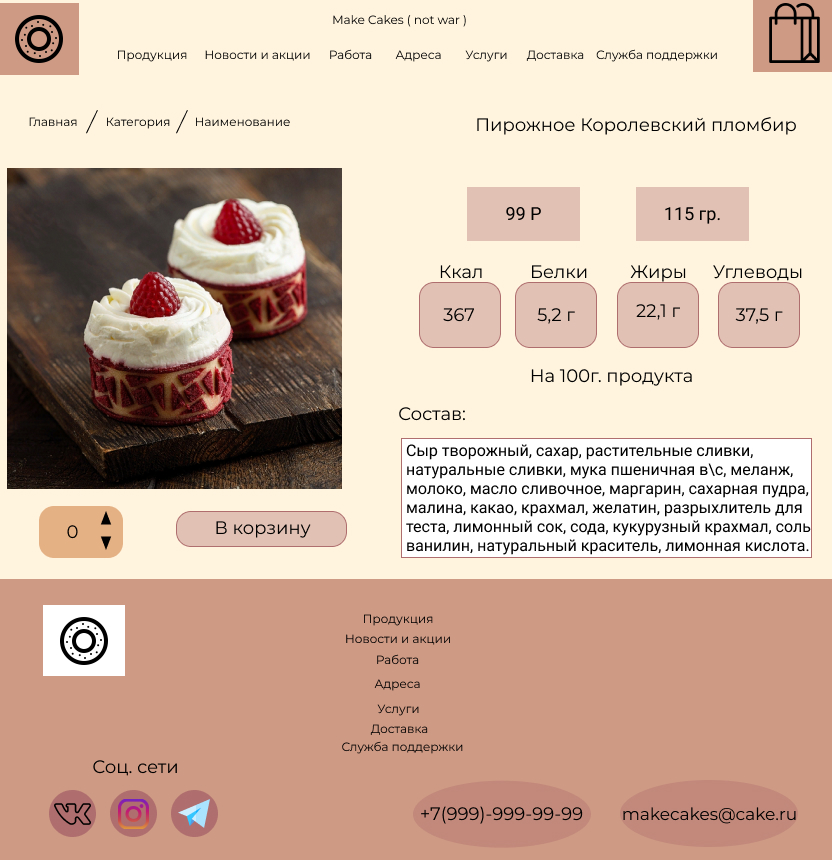 Make Cakes ( not war )
Продукция Новости и акции Работа Адреса Услуги Доставка Служба поддержки
Главная / Категория / Наименование
Пирожное Королевский пломбир
99 Р 115 гр.
Ккал Белки Жиры Углеводы
367 5,2 г 22,1 г 37,5 г
На 100г. продукта
Состав:
Сыр творожный, сахар, растительные сливки,
натуральные сливки, мука пшеничная в\с, меланж,
молоко, масло сливочное, маргарин, сахарная пудра,
малина, какао, крахмал, желатин, разрыхлитель для
теста, лимонный сок, сода, кукурузный крахмал, соль
ванилин, натуральный краситель, лимонная кислота.
0 В корзину
Продукция
Новости и акции
Работа
Адреса
Услуги
Доставка
Служба поддержки
Соц. сети
+7(999)-999-99-99 makecakes@cake.ru